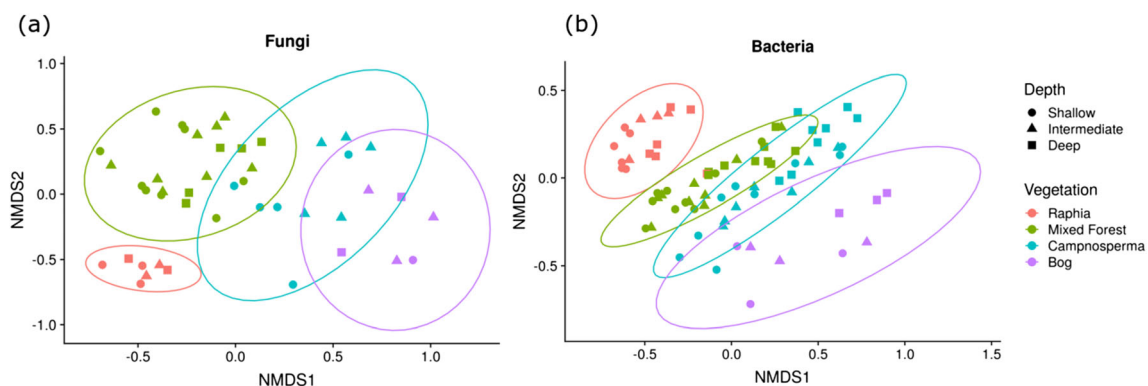 (a)
Fungi
1.0
0.5
0.0
-0.5
-1.0
NMDS2
-0.5
0.0
0.5
1.0
NMDS1
(b)
Bacteria
0.5
0.0
-0.5
NMDS2
-0.5
0.0
0.5
1.0
1.5
NMDS1
Depth
Shallow
Intermediate
Deep
Vegetation
Raphia
Mixed Forest
Campnosperma
Bog